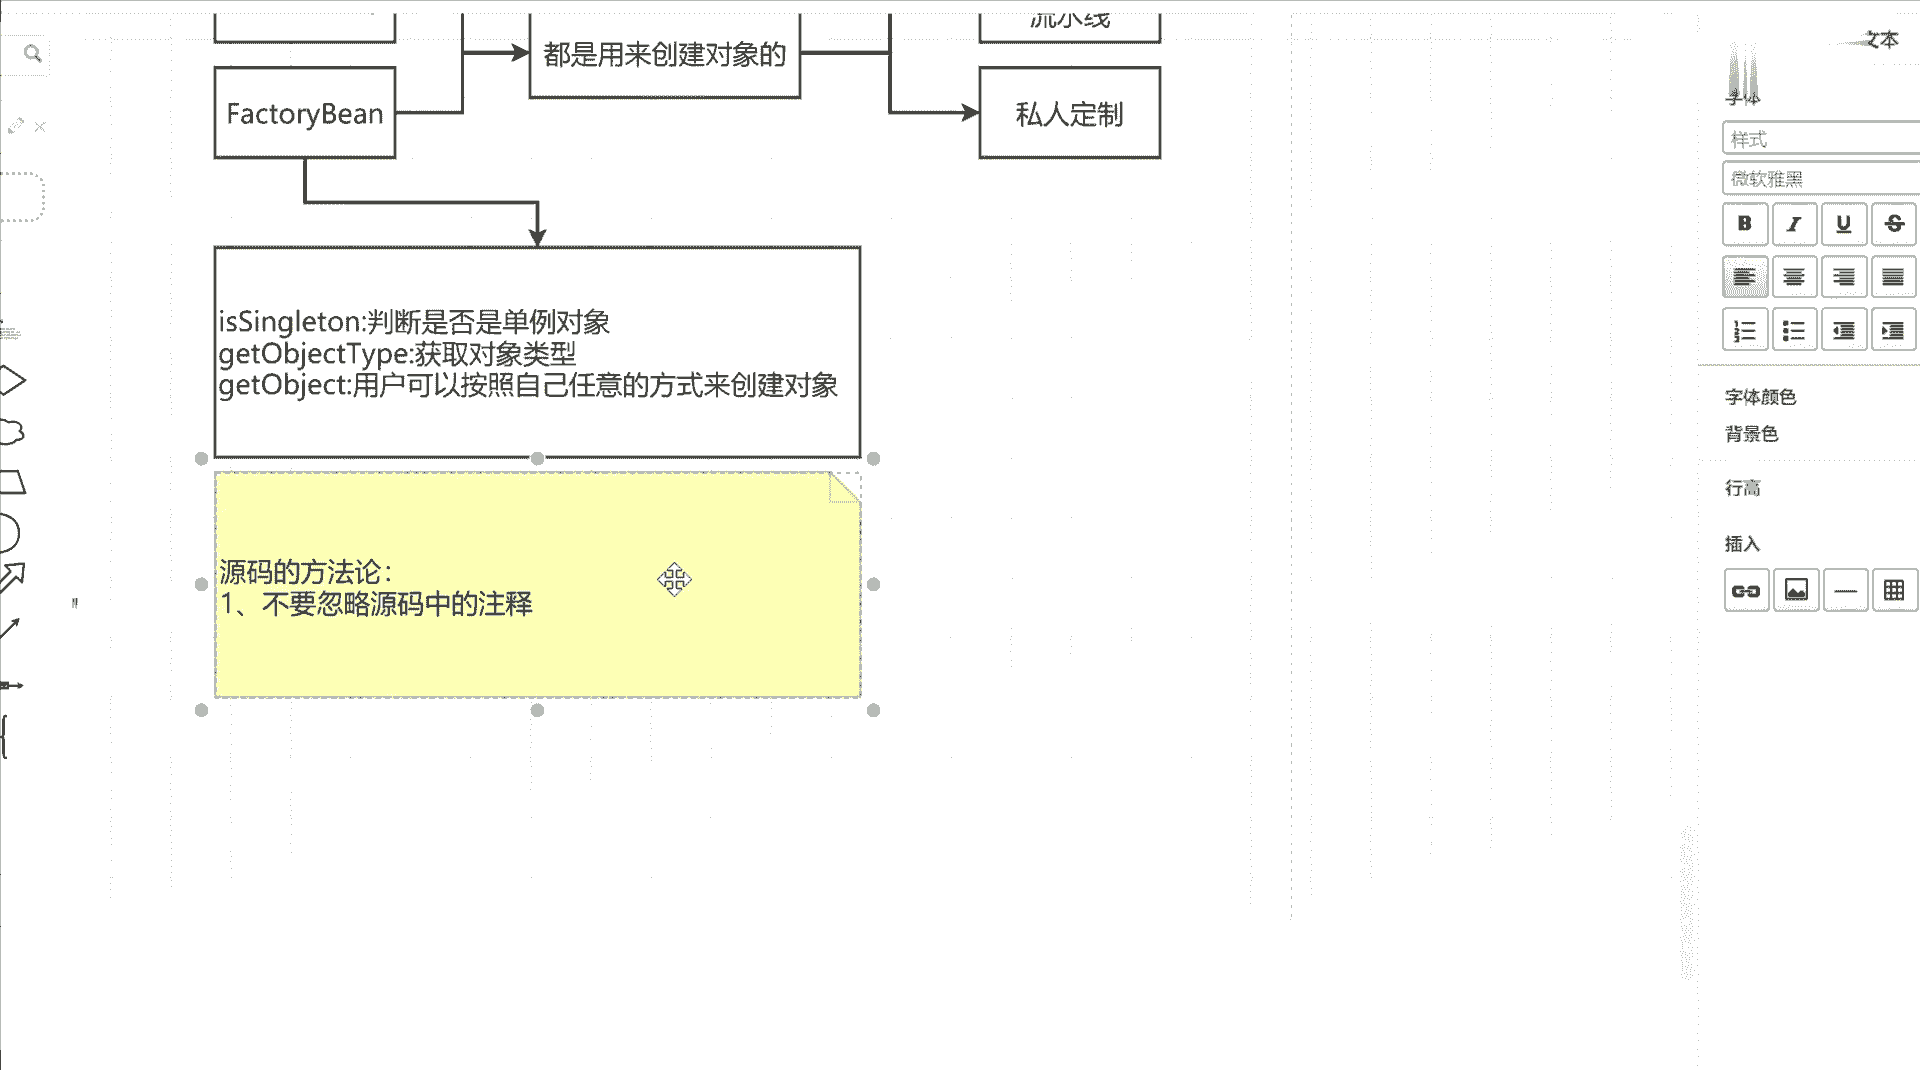 流水线
都是用来创建对象的
FactoryBean
私人定制
isSingleton:判断是否是单例对象
getObjectType:获取对象类型
getObject:用户可以按照自己任意的方式来创建对象
源码的方法论：
1、不要忽略源码中的注释
文本
字体
样式
微软雅黑
B I U S
字体颜色
背景色
行高
插入